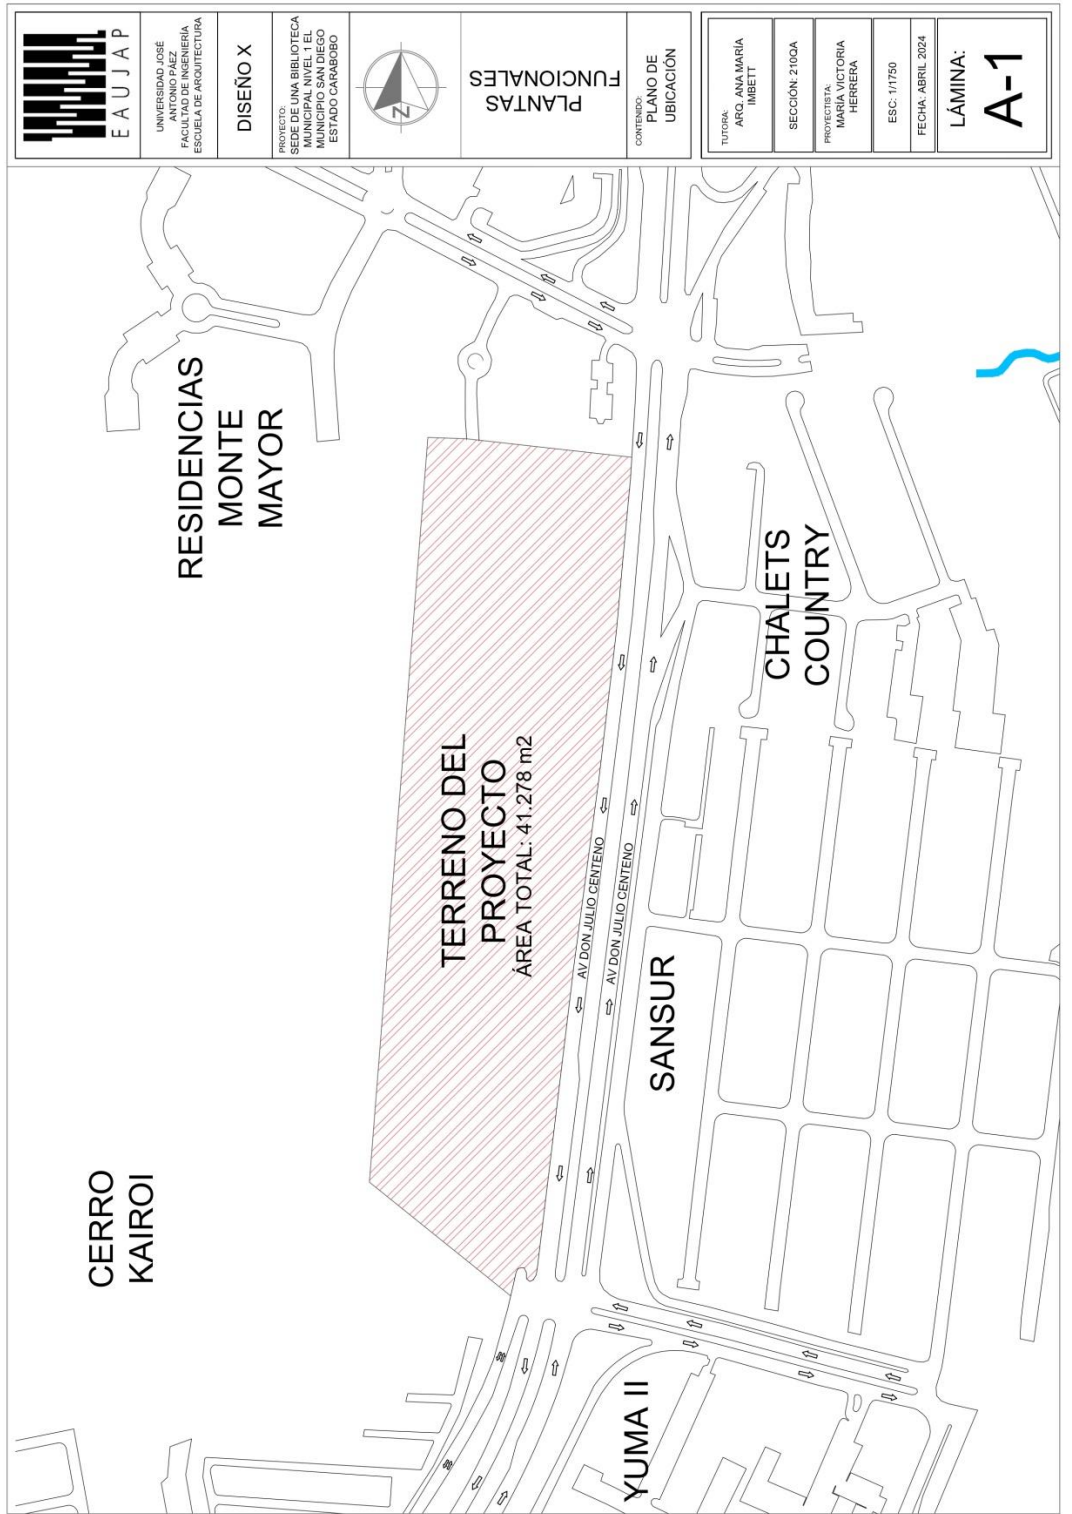 EAUJAP
UNIVERSIDAD JOSÉ
ANTONIO PÁEZ
FACULTAD DE INGENIERÍA
ESCUELA DE ARQUITECTURA
DISEÑO X
PROYECTO:
SEDE DE UNA BIBLIOTECA
MUNICIPAL NIVEL 1 EL
MUNICIPIO SAN DIEGO
ESTADO CARABOBO
N
PLANTAS
FUNCIONALES
CONTENIDO:
PLANO DE
UBICACIÓN
TUTORA:
ARQ. ANA MARÍA
IMBETT
SECCIÓN: 210QA
PROYECTISTA:
MARÍA VICTORIA
HERRERA
ESC: 1/1750
FECHA: ABRIL 2024
LÁMINA:
A-1
RESIDENCIAS
MONTE
MAYOR
CERRO
KAIROI
TERRENO DEL
PROYECTO
ÁREA TOTAL: 41.278 m2
AV DON JULIO CENTENO
AV DON JULIO CENTENO
CHALETS
COUNTRY
SANSUR
YUMA II